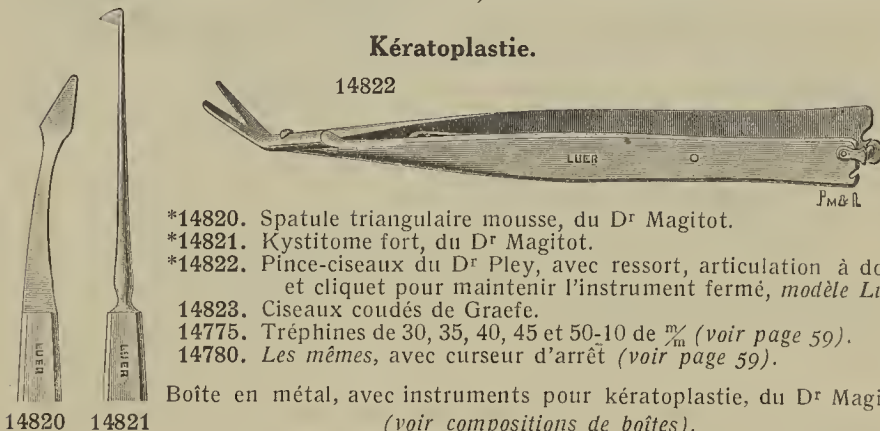 Kératoplastie.
14822
LUER
PM&R
*14820. Spatule triangulaire mousse, du Dr Magitot.
*14821. Kystitome fort, du Dr Magitot.
*14822. Pince-ciseaux du Dr Pley, avec ressort, articulation à do
et cliquet pour maintenir l'instrument fermé, modèle Lu
14823. Ciseaux coudés de Graefe.
14775. Tréphines de 30, 35, 40, 45 et 50-10 de m/m (voir page 59).
14780. Les mêmes, avec curseur d'arrêt (voir page 59).
LUER
LUER
Boîte en métal, avec instruments pour kératoplastie, du Dr Magi
14820 14821 (voir compositions de boîtes).